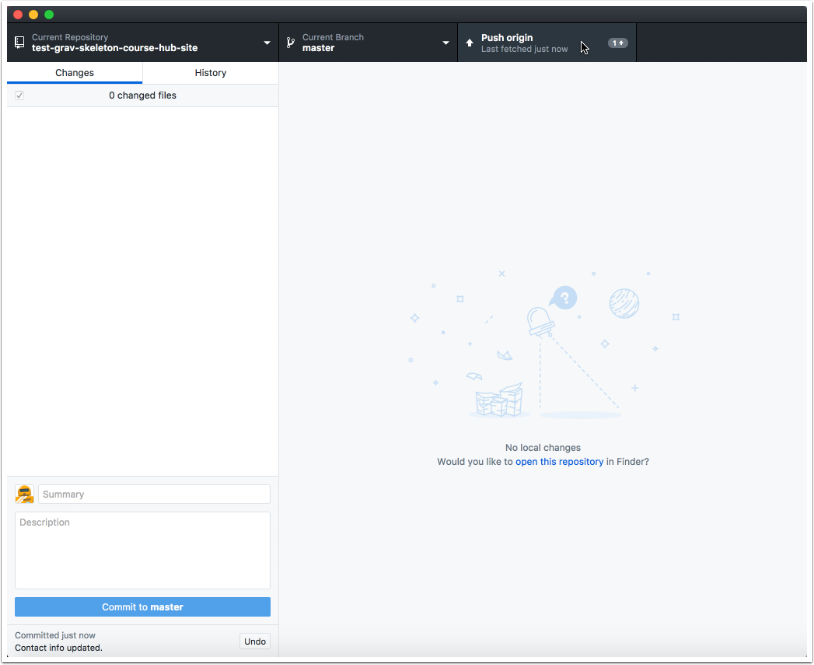 Current Repository
test-grav-skeleton-course-hub-site
Current Branch
master
Push origin
Last fetched just now
1
Changes
History
0 changed files
?
No local changes
Would you like to open this repository in Finder?
Summary
Description
Commit to master
Committed just now
Contact info updated.
Undo